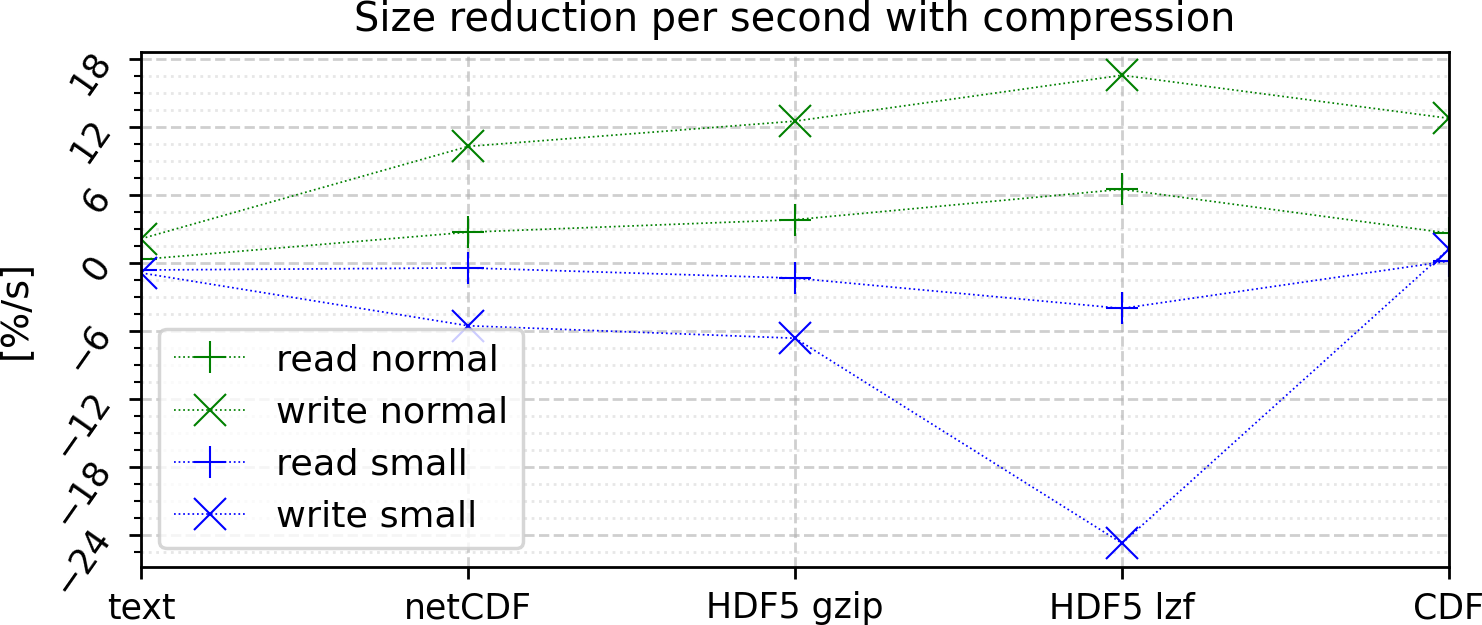 Size reduction per second with compression
[%/s]
18
12
6
0
−6
−12
−18
−24
read normal
write normal
read small
write small
text netCDF HDF5 gzip HDF5 lzf CDF